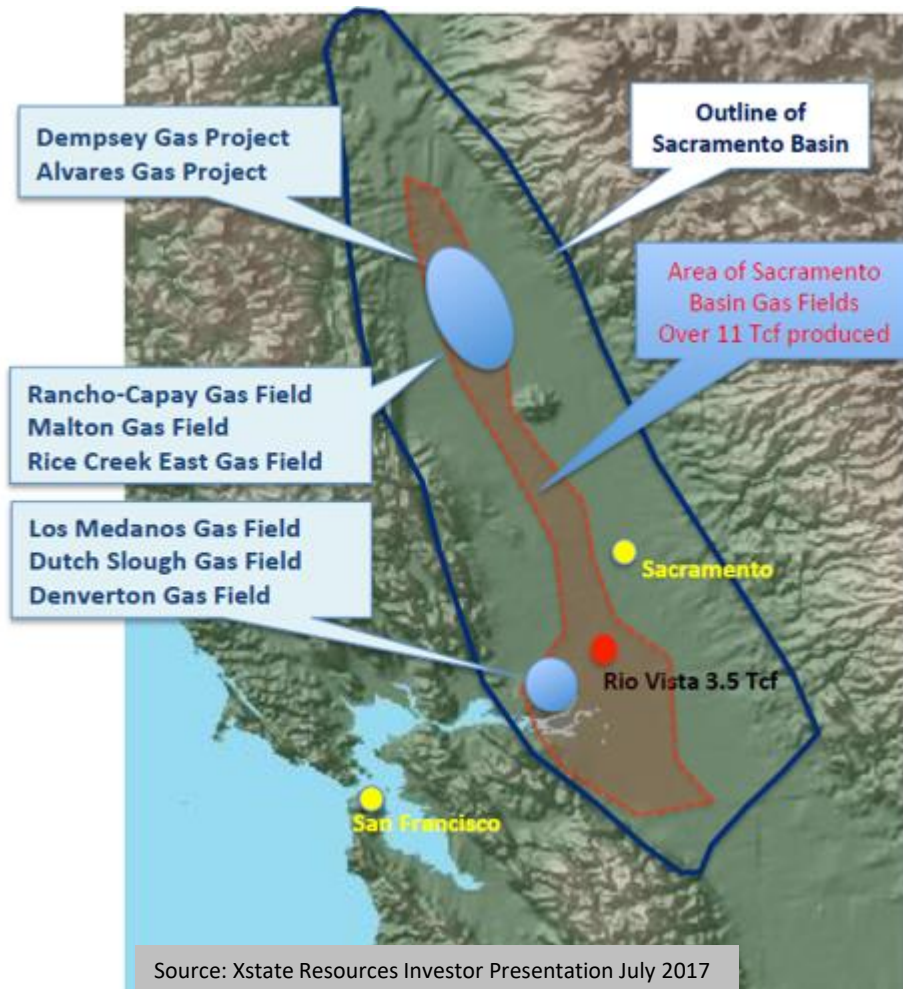 Dempsey Gas Project
Alvares Gas Project
Outline of
Sacramento Basin
Area of Sacramento
Basin Gas Fields
Over 11 Tcf produced
Rancho-Capay Gas Field
Malton Gas Field
Rice Creek East Gas Field
Los Medanos Gas Field
Dutch Slough Gas Field
Denverton Gas Field
Sacramento
Rio Vista 3.5 Tcf
San Francisco
Source: Xstate Resources Investor Presentation July 2017